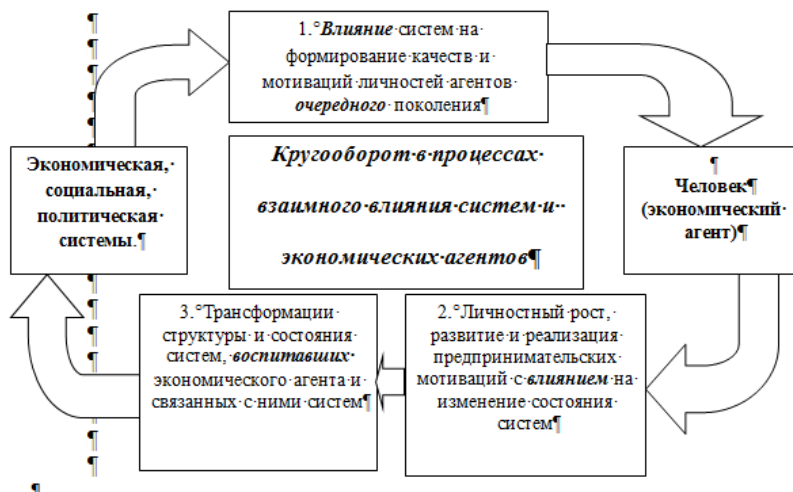 1.°Влияние·систем·на·
формирование·качеств·и·
мотиваций·личностей·агентов·
очередного·поколения¶
Экономическая,·
социальная,·
политическая·
системы.¶
Кругооборот·в·процессах·
взаимного·влияния·систем·и··
экономических·агентов¶
¶
Человек¶
(экономический·
агент)¶
3.°Трансформации·
структуры·и·состояния·
систем,·воспитавших·
экономического·агента·и·
связанных·с·ними·систем¶
2.°Личностный·рост,·
развитие·и·реализация·
предпринимательских·
мотиваций·с·влиянием·на·
изменение·состояния·
систем¶